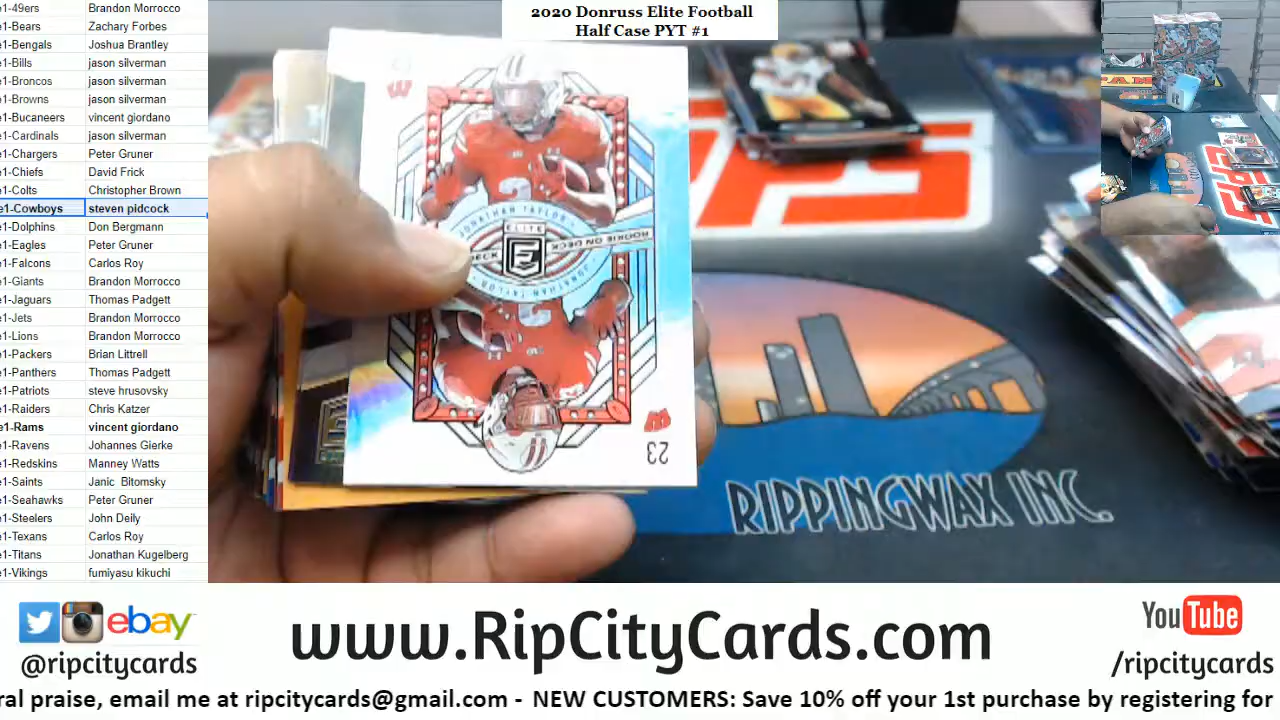 2020 Donruss Elite Football
Half Case PYT #1
e1-49ers Brandon Morrocco
e1-Bears Zachary Forbes
e1-Bengals Joshua Brantley
e1-Bills jason silverman
e1-Broncos jason silverman
e1-Browns jason silverman
e1-Bucaneers vincent giordano
e1-Cardinals jason silverman
e1-Chargers Peter Gruner
e1-Chiefs David Frick
e1-Colts Christopher Brown
e1-Cowboys steven pidcock
e1-Dolphins Don Bergmann
e1-Eagles Peter Gruner
e1-Falcons Carlos Roy
e1-Giants Brandon Morrocco
e1-Jaguars Thomas Padgett
e1-Jets Brandon Morrocco
e1-Lions Brandon Morrocco
e1-Packers Brian Littrell
e1-Panthers Thomas Padgett
e1-Patriots steve hrusovsky
e1-Raiders Chris Katzer
e1-Rams vincent giordano
e1-Ravens Johannes Gierke
e1-Redskins Manney Watts
e1-Saints Janic Bitomsky
e1-Seahawks Peter Gruner
e1-Steelers John Deily
e1-Texans Carlos Roy
e1-Titans Jonathan Kugelberg
e1-Vikings fumiyasu kikuchi
JONATHAN TAYLOR
ELITE
E
ROOKIE ON DECK
DECK
JONATHAN TAYLOR
23
RIPPINGWAX INC.
ebay
@ripcitycards
www.RipCityCards.com
YouTube
/ripcitycards
ral praise, email me at ripcitycards@gmail.com - NEW CUSTOMERS: Save 10% off your 1st purchase by registering for